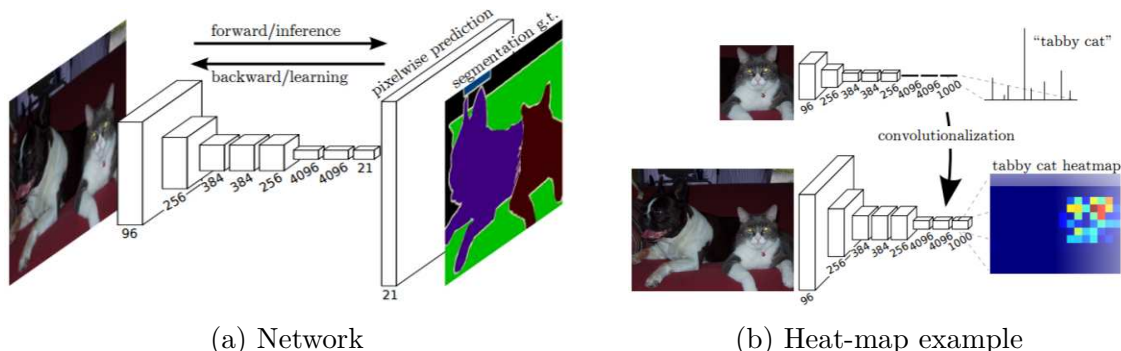 forward/inference
backward/learning
pixelwise prediction
segmentation g.t.
96
256
384
384
256
4096
4096
21
21
(a) Network
"tabby cat"
96
256
384
384
256
4096
4096
1000
convolutionalization
tabby cat heatmap
96
256
384
384
256
4096
4096
1000
(b) Heat-map example